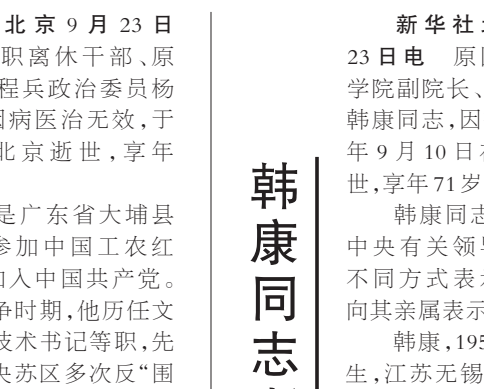 北京9月23日
职离休干部、原
程兵政治委员杨
因病医治无效，于
北京逝世，享年
是广东省大埔县
参加中国工农红
加入中国共产党。
争时期，他历任文
技术书记等职，先
央苏区多次反“围
韩康同志
新华社
23日电 原
学院副院长、
韩康同志，因
年9月10日
世，享年71岁
韩康同志
中央有关领导
不同方式表示
向其亲属表示
韩康，195
生，江苏无锡